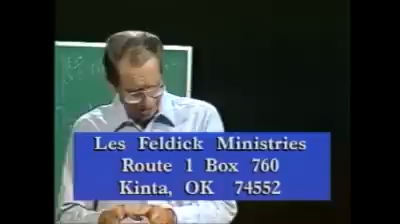 Les Feldick Ministries
Route 1 Box 760
Kinta, OK 74552